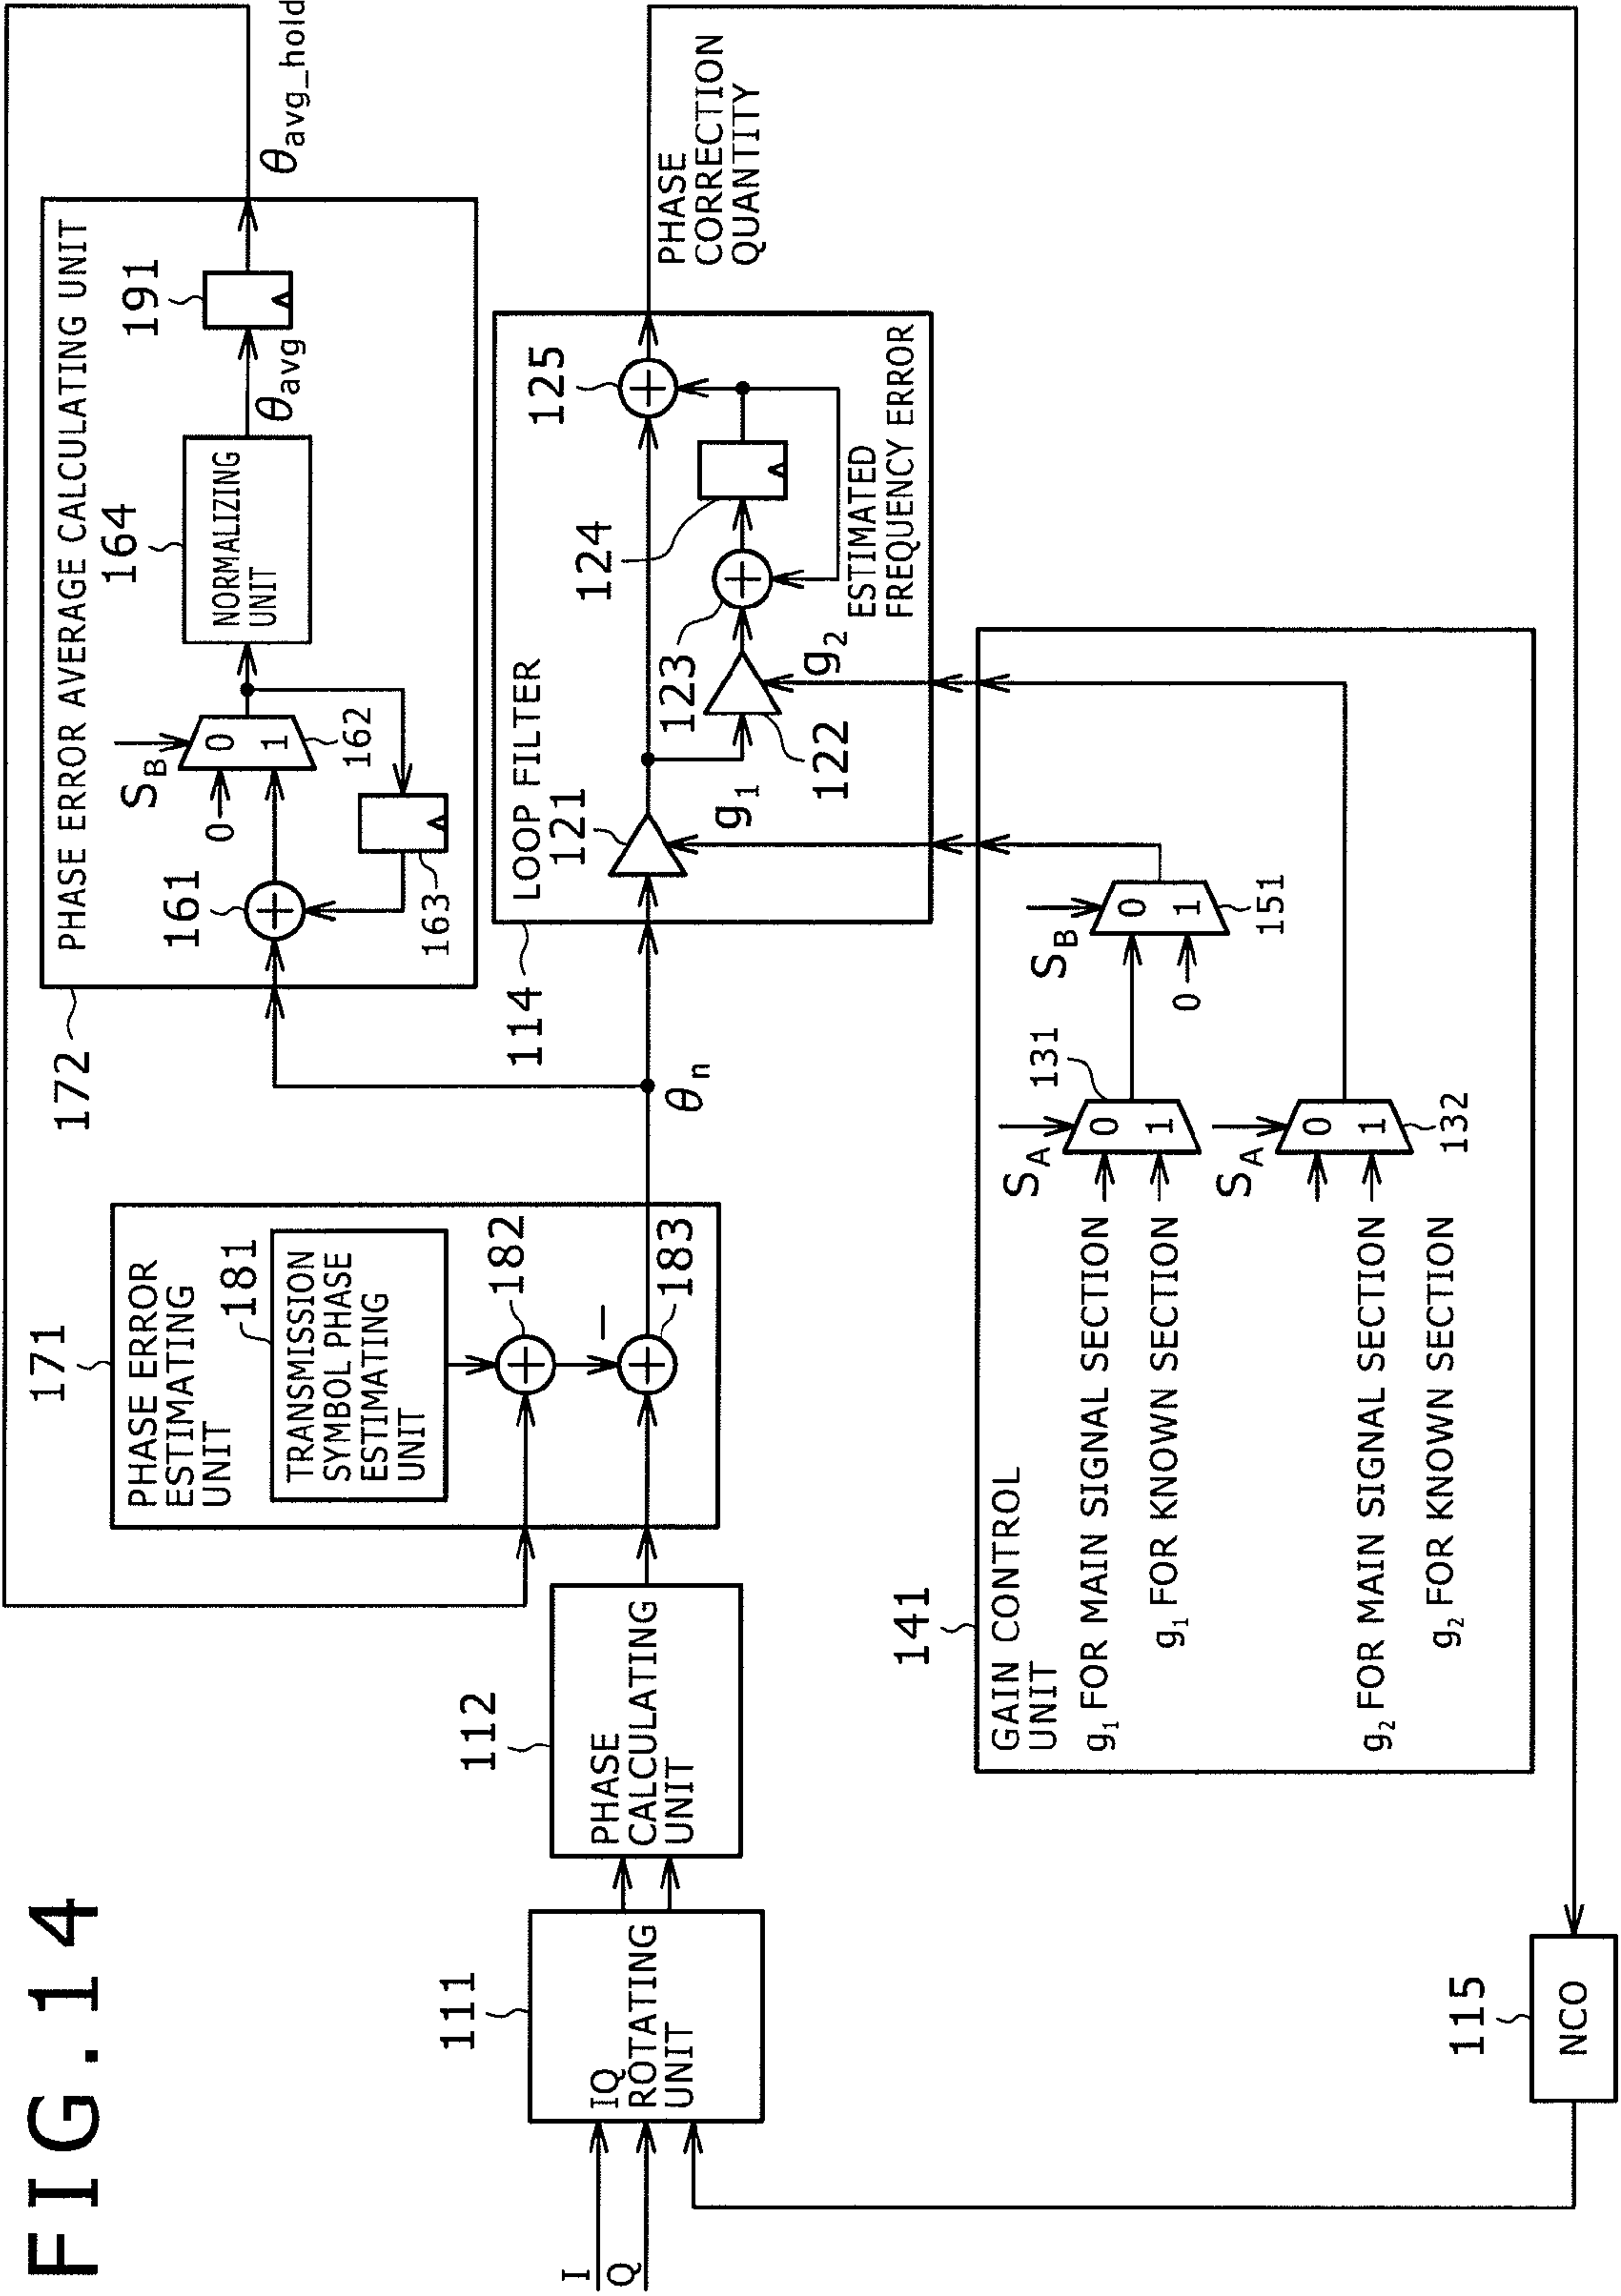 FIG.14
I
Q
111
IQ
ROTATING
UNIT
112
PHASE
CALCULATING
UNIT
171
PHASE ERROR
ESTIMATING
UNIT
181
TRANSMISSION
SYMBOL PHASE
ESTIMATING
UNIT
182
−
183
θn
172
PHASE ERROR AVERAGE CALCULATING UNIT
161
SB
0
0
1
162
163
164
NORMALIZING
UNIT
θavg
191
θavg_hold
114
LOOP FILTER
121
g1
122
g2
123
124
125
ESTIMATED
FREQUENCY ERROR
PHASE
CORRECTION
QUANTITY
141
GAIN CONTROL
UNIT
g1 FOR MAIN SIGNAL SECTION
g1 FOR KNOWN SECTION
SA
0
1
131
SB
0
0
1
151
g2 FOR MAIN SIGNAL SECTION
g2 FOR KNOWN SECTION
SA
0
1
132
115
NCO